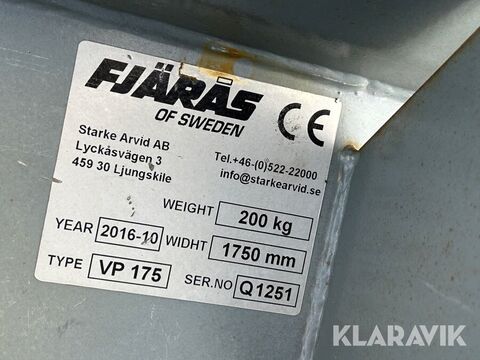 FJÄRÅS
OF SWEDEN
CE
Starke Arvid AB
Lyckåsvägen 3
459 30 Ljungskile
Tel.+46-(0)522-22000
info@starkearvid.se
WEIGHT 200 kg
YEAR 2016-10 WIDHT 1750 mm
TYPE VP 175 SER.NO Q1251
KLARAVIK